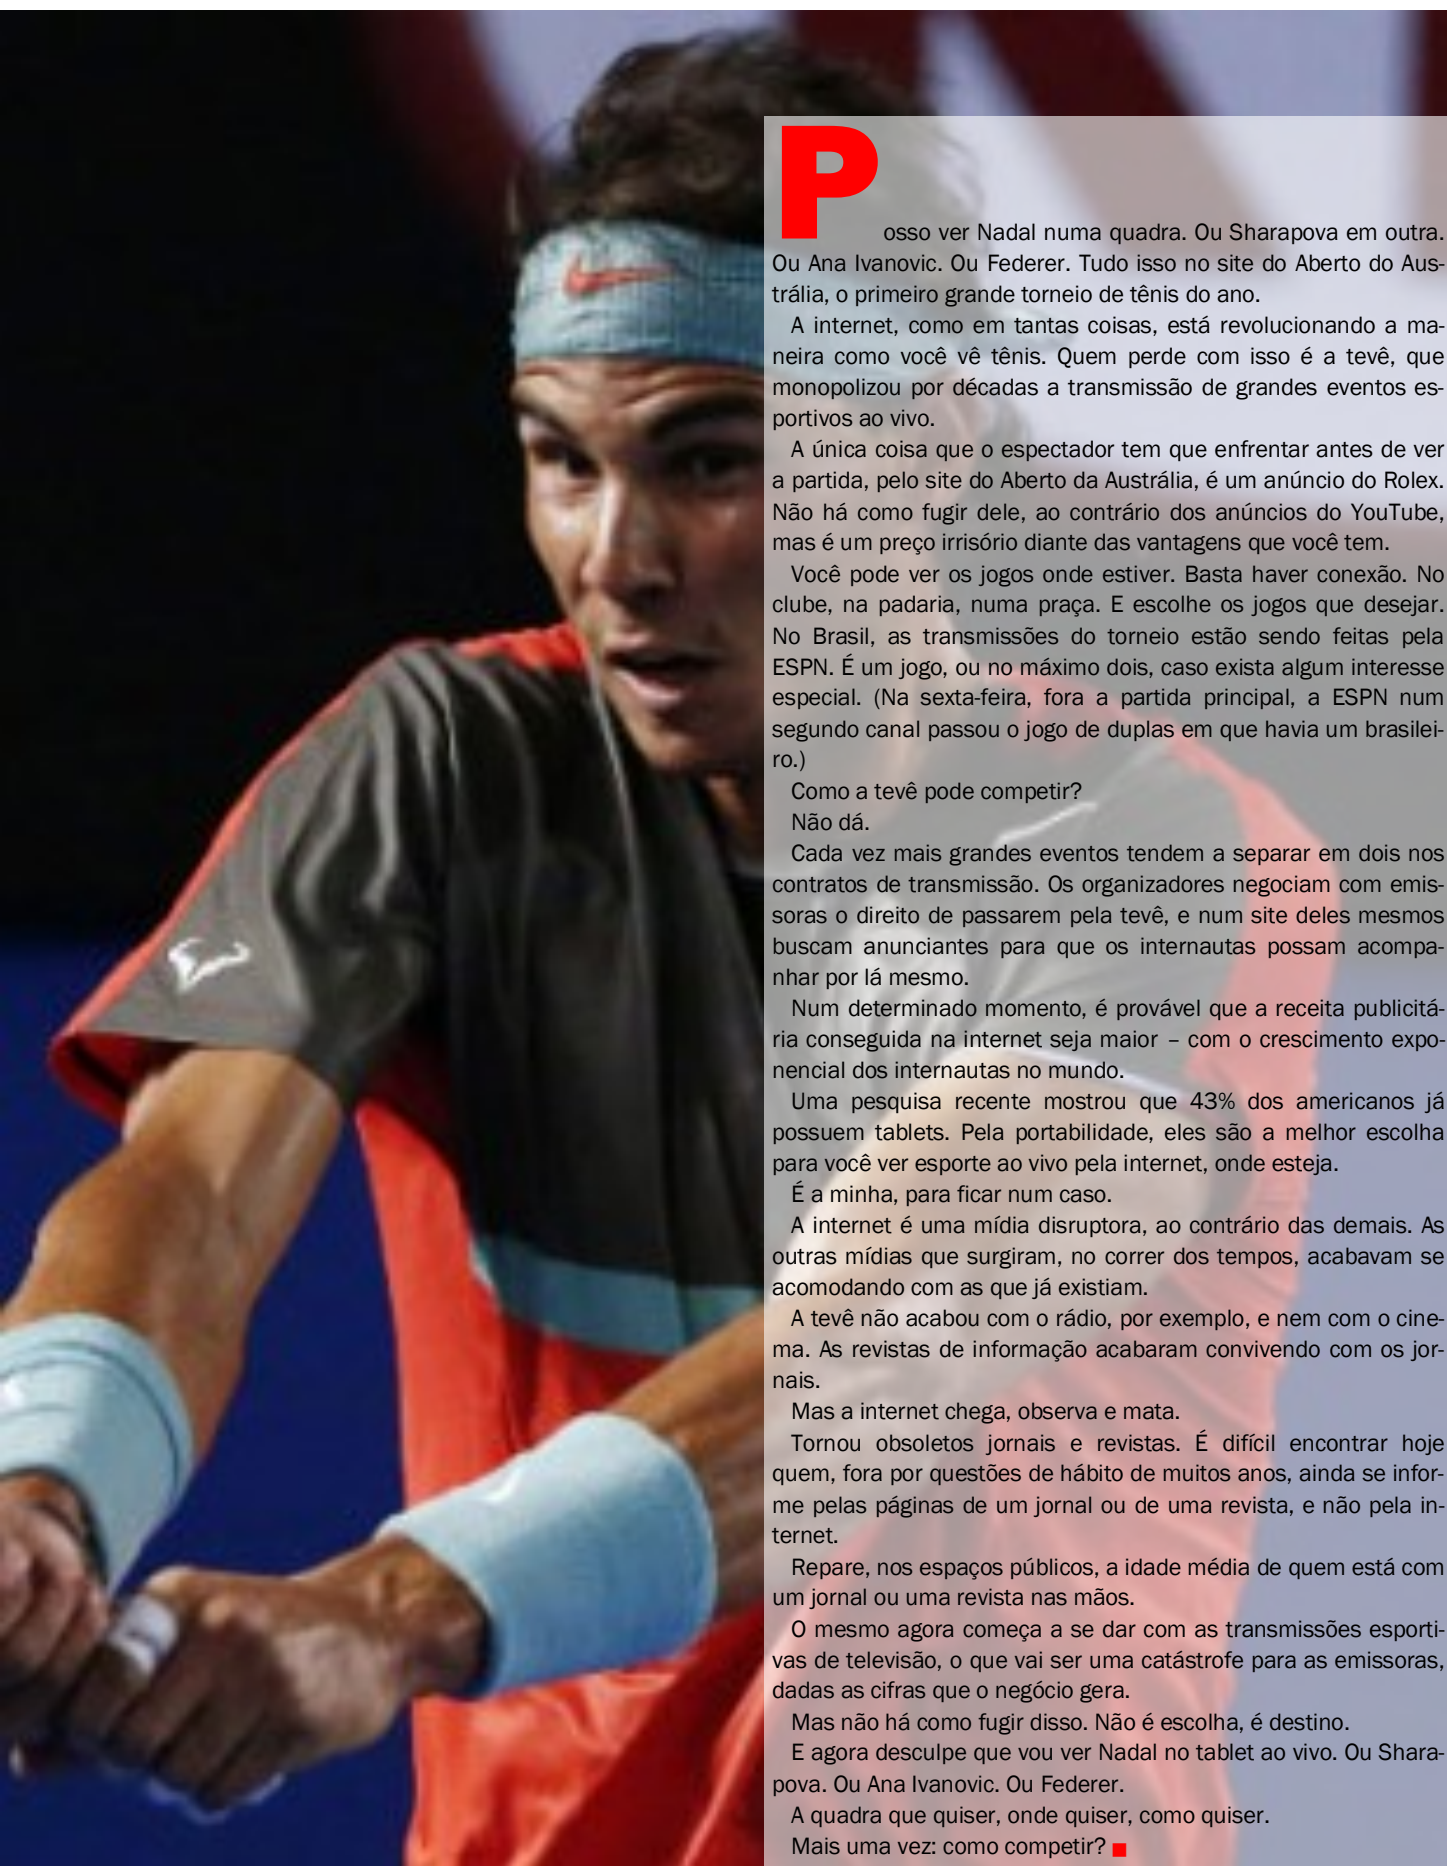 Posso ver Nadal numa quadra. Ou Sharapova em outra.
Ou Ana Ivanovic. Ou Federer. Tudo isso no site do Aberto do Aus-
trália, o primeiro grande torneio de tênis do ano.
A internet, como em tantas coisas, está revolucionando a ma-
neira como você vê tênis. Quem perde com isso é a tevê, que
monopolizou por décadas a transmissão de grandes eventos es-
portivos ao vivo.
A única coisa que o espectador tem que enfrentar antes de ver
a partida, pelo site do Aberto da Austrália, é um anúncio do Rolex.
Não há como fugir dele, ao contrário dos anúncios do YouTube,
mas é um preço irrisório diante das vantagens que você tem.
Você pode ver os jogos onde estiver. Basta haver conexão. No
clube, na padaria, numa praça. E escolhe os jogos que desejar.
No Brasil, as transmissões do torneio estão sendo feitas pela
ESPN. É um jogo, ou no máximo dois, caso exista algum interesse
especial. (Na sexta-feira, fora a partida principal, a ESPN num
segundo canal passou o jogo de duplas em que havia um brasilei-
ro.)
Como a tevê pode competir?
Não dá.
Cada vez mais grandes eventos tendem a separar em dois nos
contratos de transmissão. Os organizadores negociam com emis-
soras o direito de passarem pela tevê, e num site deles mesmos
buscam anunciantes para que os internautas possam acompa-
nhar por lá mesmo.
Num determinado momento, é provável que a receita publicitá-
ria conseguida na internet seja maior – com o crescimento expo-
nencial dos internautas no mundo.
Uma pesquisa recente mostrou que 43% dos americanos já
possuem tablets. Pela portabilidade, eles são a melhor escolha
para você ver esporte ao vivo pela internet, onde esteja.
É a minha, para ficar num caso.
A internet é uma mídia disruptora, ao contrário das demais. As
outras mídias que surgiram, no correr dos tempos, acabavam se
acomodando com as que já existiam.
A tevê não acabou com o rádio, por exemplo, e nem com o cine-
ma. As revistas de informação acabaram convivendo com os jor-
nais.
Mas a internet chega, observa e mata.
Tornou obsoletos jornais e revistas. É difícil encontrar hoje
quem, fora por questões de hábito de muitos anos, ainda se infor-
me pelas páginas de um jornal ou de uma revista, e não pela in-
ternet.
Repare, nos espaços públicos, a idade média de quem está com
um jornal ou uma revista nas mãos.
O mesmo agora começa a se dar com as transmissões esporti-
vas de televisão, o que vai ser uma catástrofe para as emissoras,
dadas as cifras que o negócio gera.
Mas não há como fugir disso. Não é escolha, é destino.
E agora desculpe que vou ver Nadal no tablet ao vivo. Ou Shara-
pova. Ou Ana Ivanovic. Ou Federer.
A quadra que quiser, onde quiser, como quiser.
Mais uma vez: como competir?